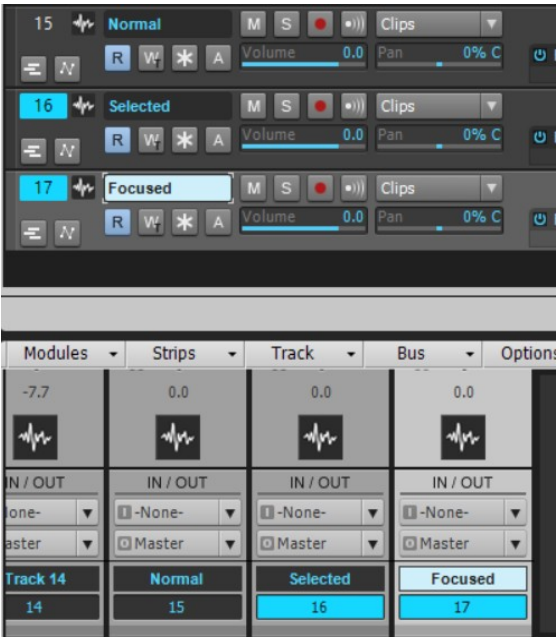 15 Normal M S Clips
R W A Volume 0.0 Pan 0% C
16 Selected M S Clips
R W A Volume 0.0 Pan 0% C
17 Focused M S Clips
R W A Volume 0.0 Pan 0% C
Modules Strips Track Bus Options
-7.7 0.0 0.0 0.0
IN / OUT IN / OUT IN / OUT IN / OUT
lone- I -None- I -None- I -None-
aster O Master O Master O Master
Track 14 Normal Selected Focused
14 15 16 17